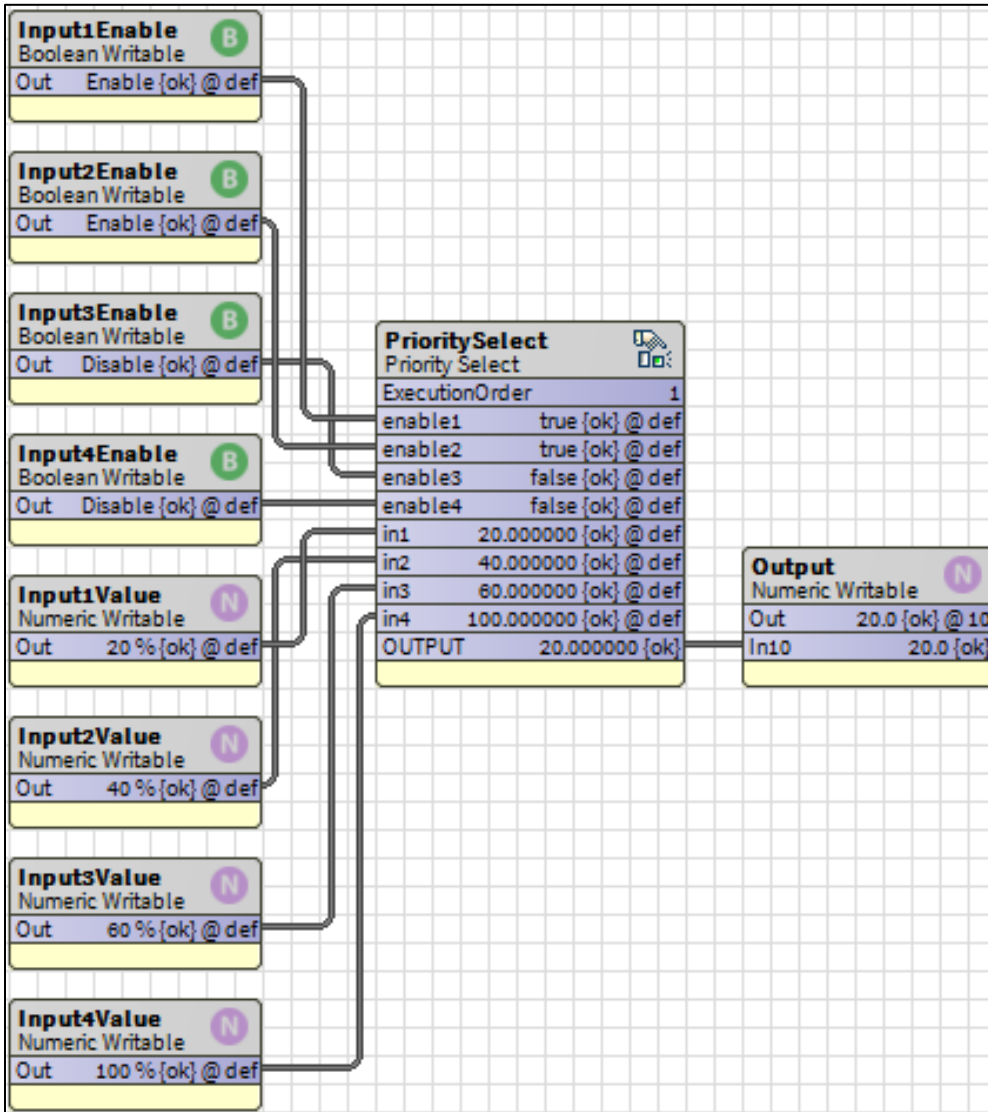 Input1Enable
B
Boolean Writable
Out Enable {ok} @ def
Input2Enable
B
Boolean Writable
Out Enable {ok} @ def
Input3Enable
B
Boolean Writable
Out Disable {ok} @ def
Input4Enable
B
Boolean Writable
Out Disable {ok} @ def
Input1Value
N
Numeric Writable
Out 20 % {ok} @ def
Input2Value
N
Numeric Writable
Out 40 % {ok} @ def
Input3Value
N
Numeric Writable
Out 60 % {ok} @ def
Input4Value
N
Numeric Writable
Out 100 % {ok} @ def
PrioritySelect
Priority Select
ExecutionOrder 1
enable1 true {ok} @ def
enable2 true {ok} @ def
enable3 false {ok} @ def
enable4 false {ok} @ def
in1 20.000000 {ok} @ def
in2 40.000000 {ok} @ def
in3 60.000000 {ok} @ def
in4 100.000000 {ok} @ def
OUTPUT 20.000000 {ok}
Output
N
Numeric Writable
Out 20.0 {ok} @ 10
In10 20.0 {ok}